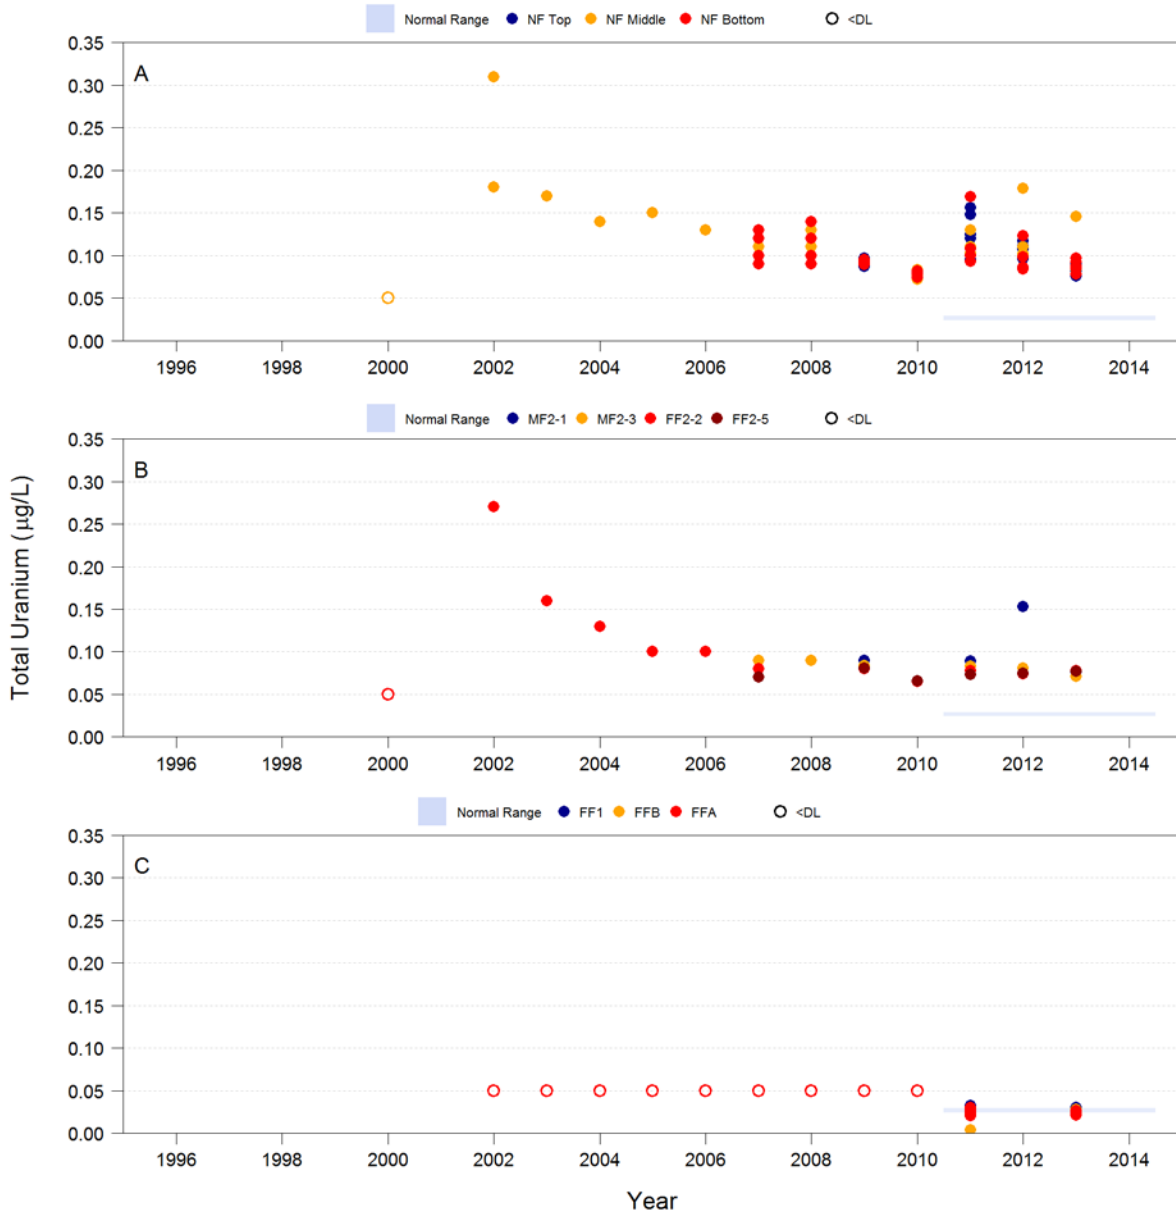 Normal Range NF Top NF Middle NF Bottom <DL
0.35
A
0.30
0.25
0.20
0.15
0.10
0.05
0.00
1996 1998 2000 2002 2004 2006 2008 2010 2012 2014
Normal Range MF2-1 MF2-3 FF2-2 FF2-5 <DL
0.35
B
0.30
0.25
0.20
0.15
0.10
0.05
0.00
1996 1998 2000 2002 2004 2006 2008 2010 2012 2014
Total Uranium (µg/L)
Normal Range FF1 FFB FFA <DL
0.35
C
0.30
0.25
0.20
0.15
0.10
0.05
0.00
1996 1998 2000 2002 2004 2006 2008 2010 2012 2014
Year